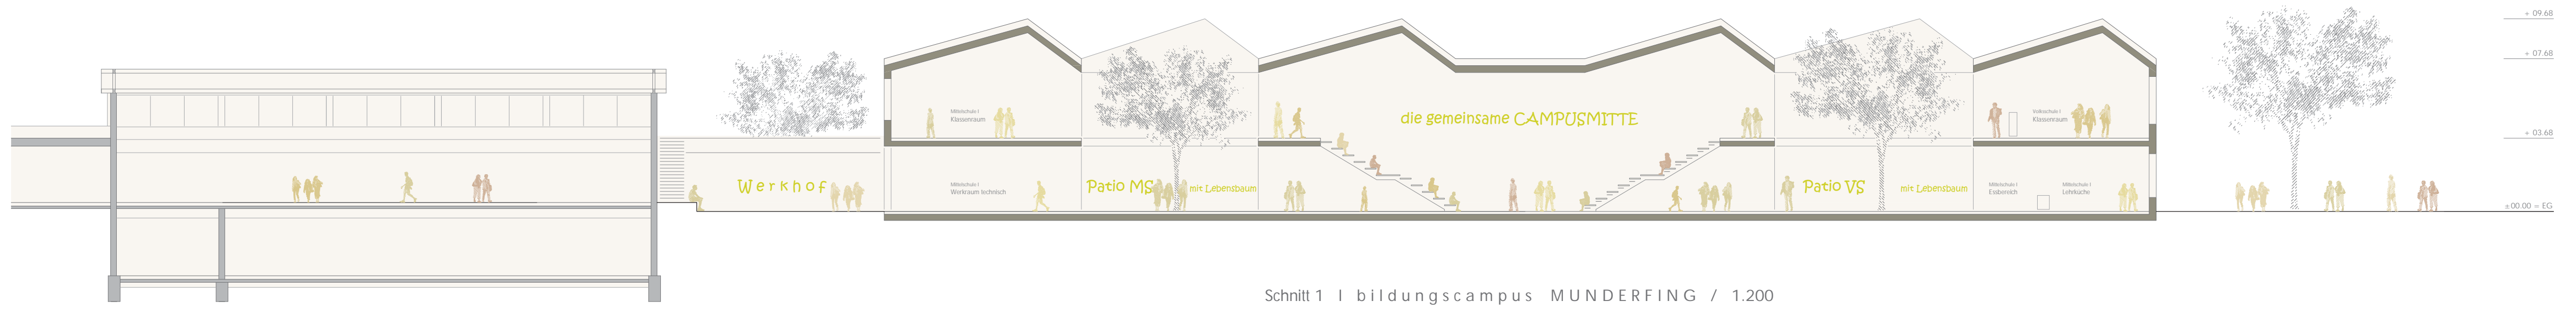 + 09.68
+ 07.68
+ 03.68
±00.00 = EG
Mittelschule I
Klassenraum
die gemeinsame CAMPUSMITTE
Volksschule I
Klassenraum
Werkhof
Mittelschule I
Werkraum technisch
Patio MS
mit Lebensbaum
Patio VS
mit Lebensbaum
Mittelschule I
Essbereich
Mittelschule I
Lehrküche
Schnitt 1 I bildungscampus MUNDERFING / 1.200